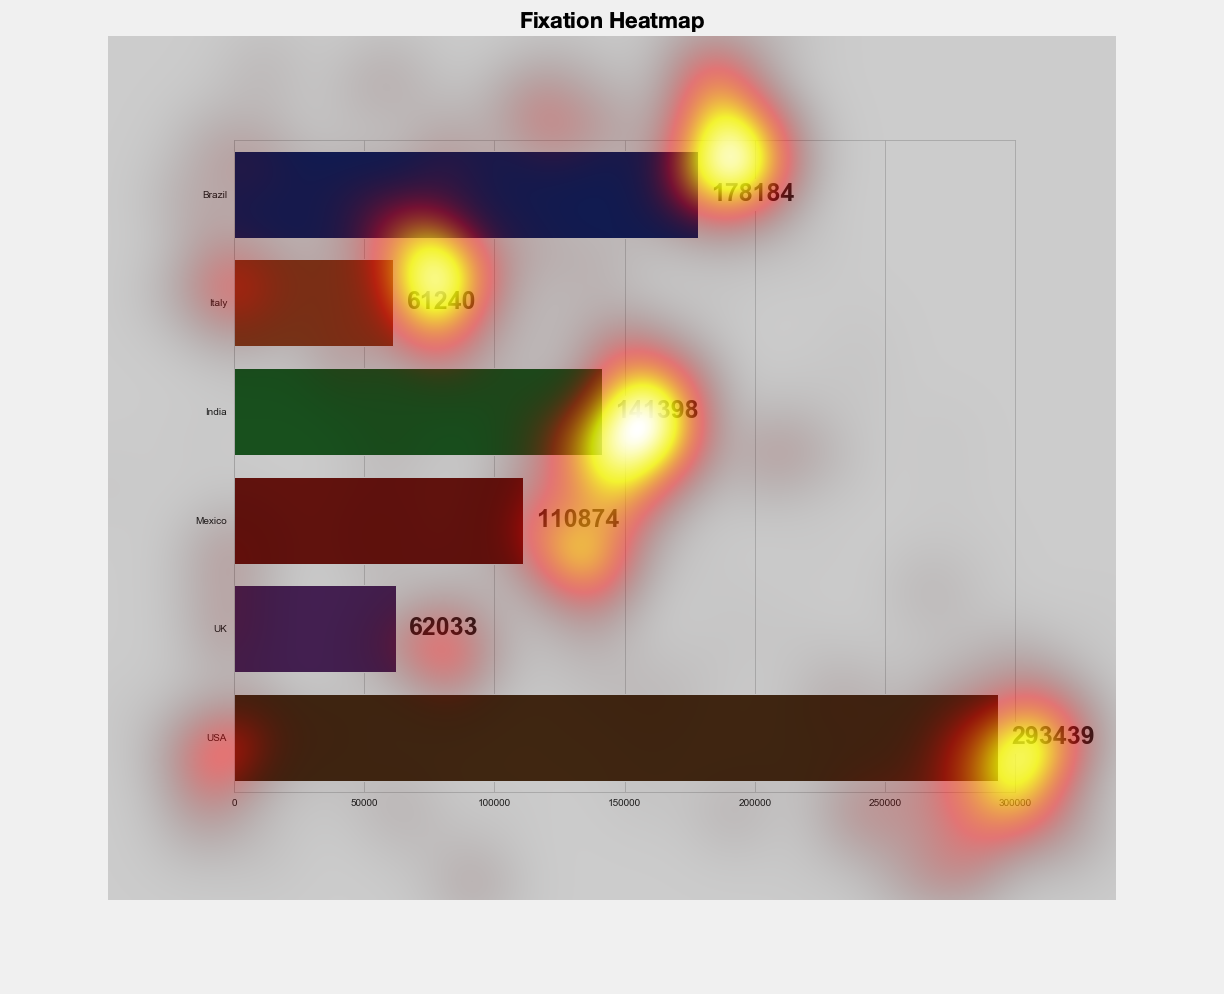 Fixation Heatmap
Brazil 178184
Italy 61240
India 141398
Mexico 110874
UK 62033
USA 293439
0 50000 100000 150000 200000 250000 300000